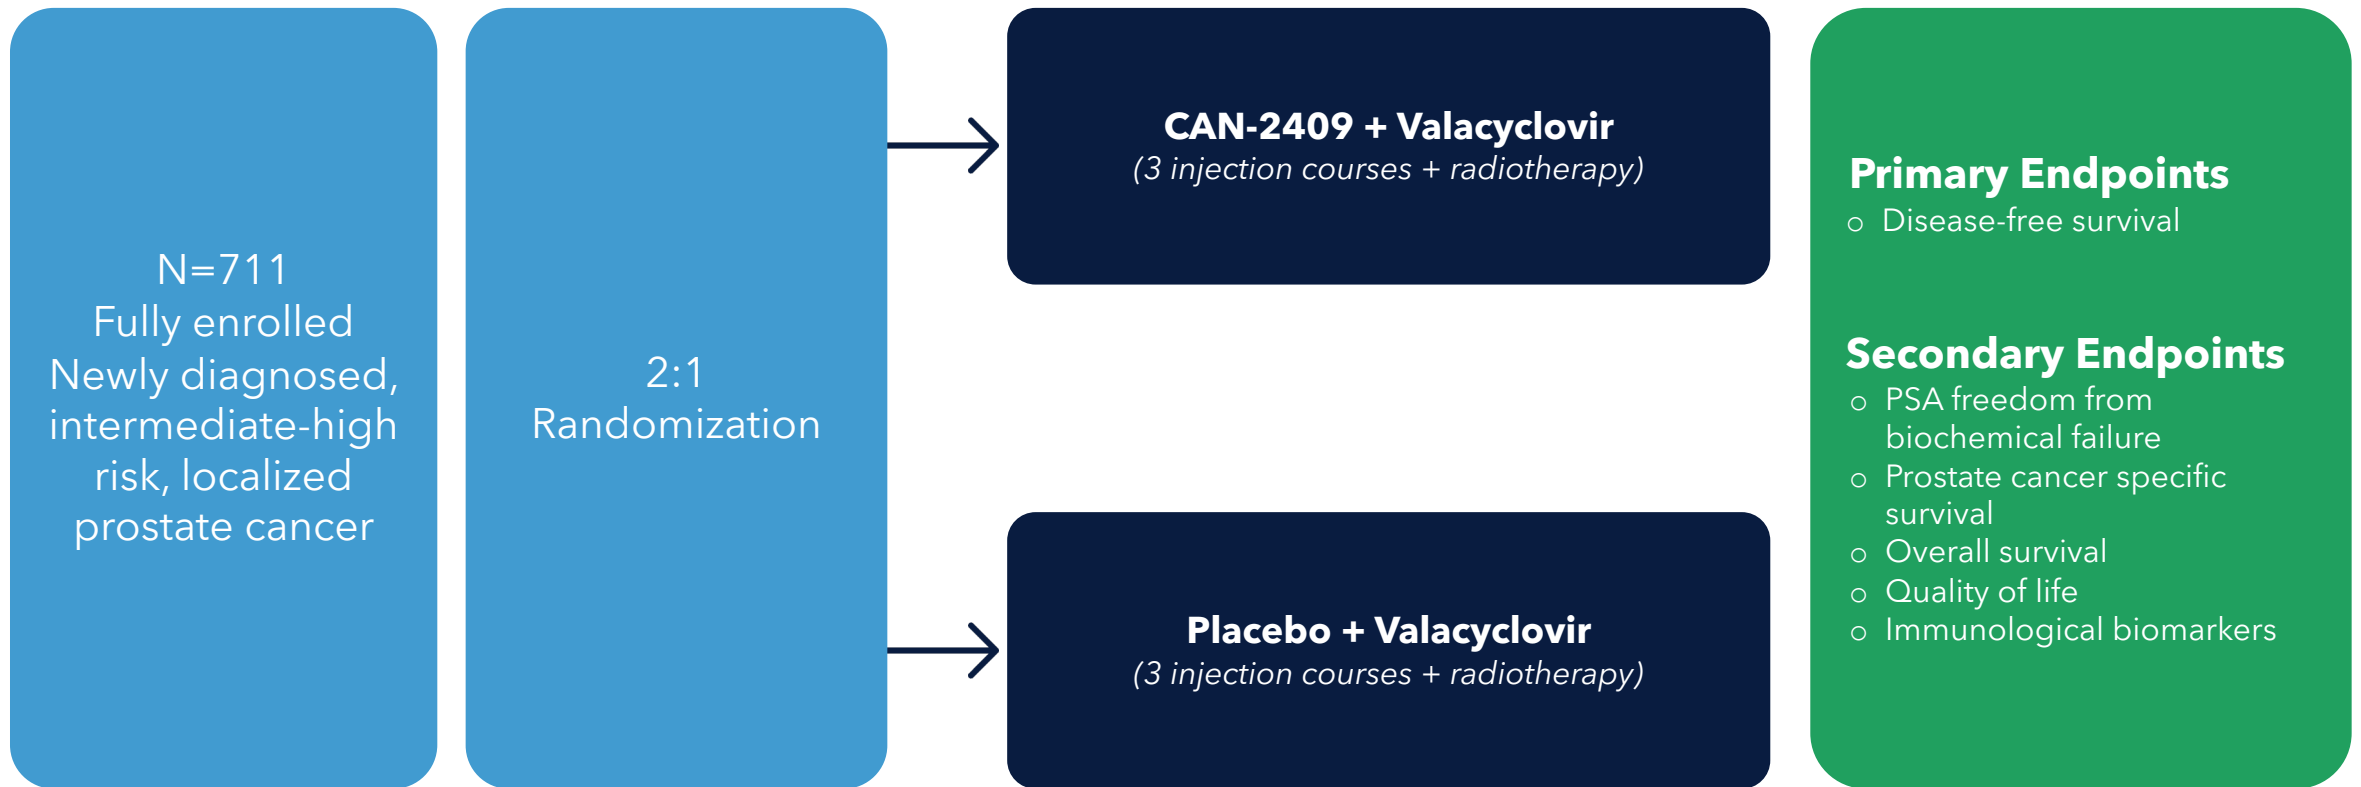 N=711
Fully enrolled
Newly diagnosed,
intermediate-high
risk, localized
prostate cancer
2:1
Randomization
CAN-2409 + Valacyclovir
(3 injection courses + radiotherapy)
Placebo + Valacyclovir
(3 injection courses + radiotherapy)
Primary Endpoints
o Disease-free survival
Secondary Endpoints
o PSA freedom from
biochemical failure
o Prostate cancer specific
survival
o Overall survival
o Quality of life
o Immunological biomarkers